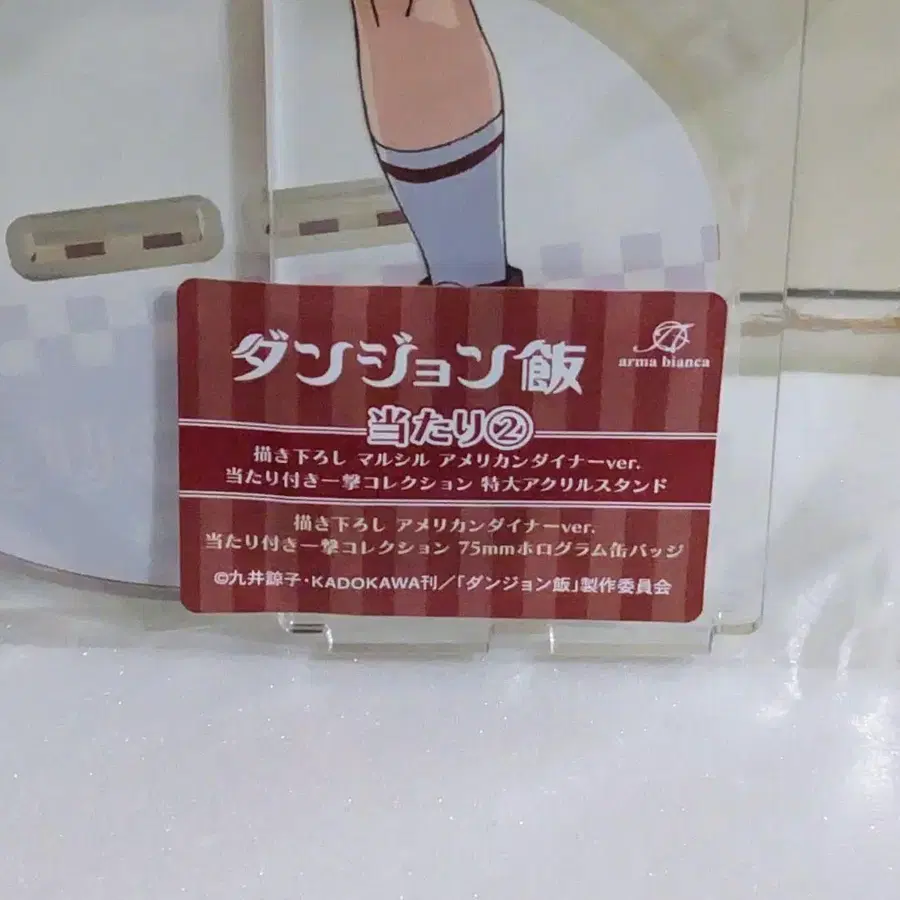 ダンジョン飯
arma bianca
当たり②
描き下ろし マルシル アメリカンダイナーver.
当たり付き一撃コレクション 特大アクリルスタンド
描き下ろし アメリカンダイナーver.
当たり付き一撃コレクション 75mmホログラム缶バッジ
©九井諒子・KADOKAWA刊／「ダンジョン飯」製作委員会